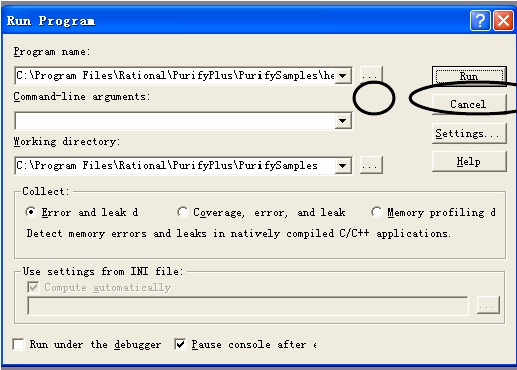 Run Program
Program name:
C:\Program Files\Rational\PurifyPlus\PurifySamples\he
...
Run
Command-line arguments:
Cancel
Settings...
Working directory:
C:\Program Files\Rational\PurifyPlus\PurifySamples
...
Help
Collect:
Error and leak d
Coverage, error, and leak
Memory profiling d
Detect memory errors and leaks in natively compiled C/C++ applications.
Use settings from INI file:
Compute automatically
...
Run under the debugger
Pause console after e